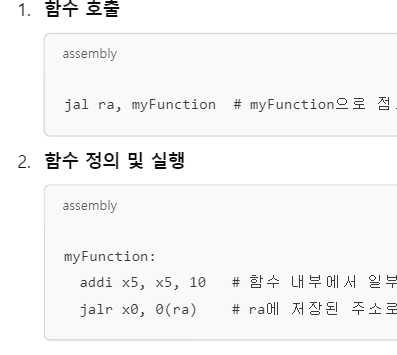 1. 함수 호출
assembly
jal ra, myFunction # myFunction으로 점
2. 함수 정의 및 실행
assembly
myFunction:
addi x5, x5, 10 # 함수 내부에서 일부
jalr x0, 0(ra) # ra에 저장된 주소로